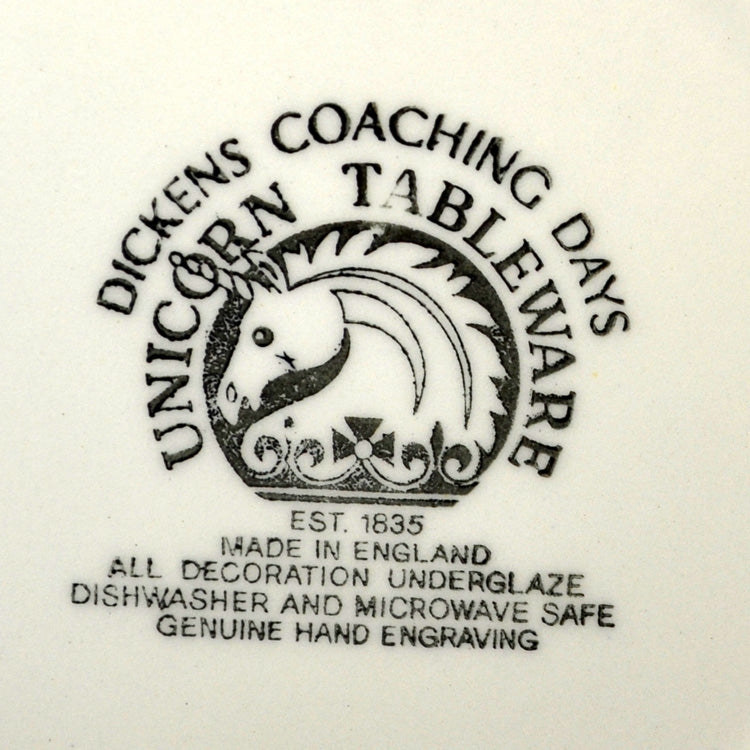 DICKENS COACHING DAYS
UNICORN TABLEWARE
EST. 1835
MADE IN ENGLAND
ALL DECORATION UNDERGLAZE
DISHWASHER AND MICROWAVE SAFE
GENUINE HAND ENGRAVING